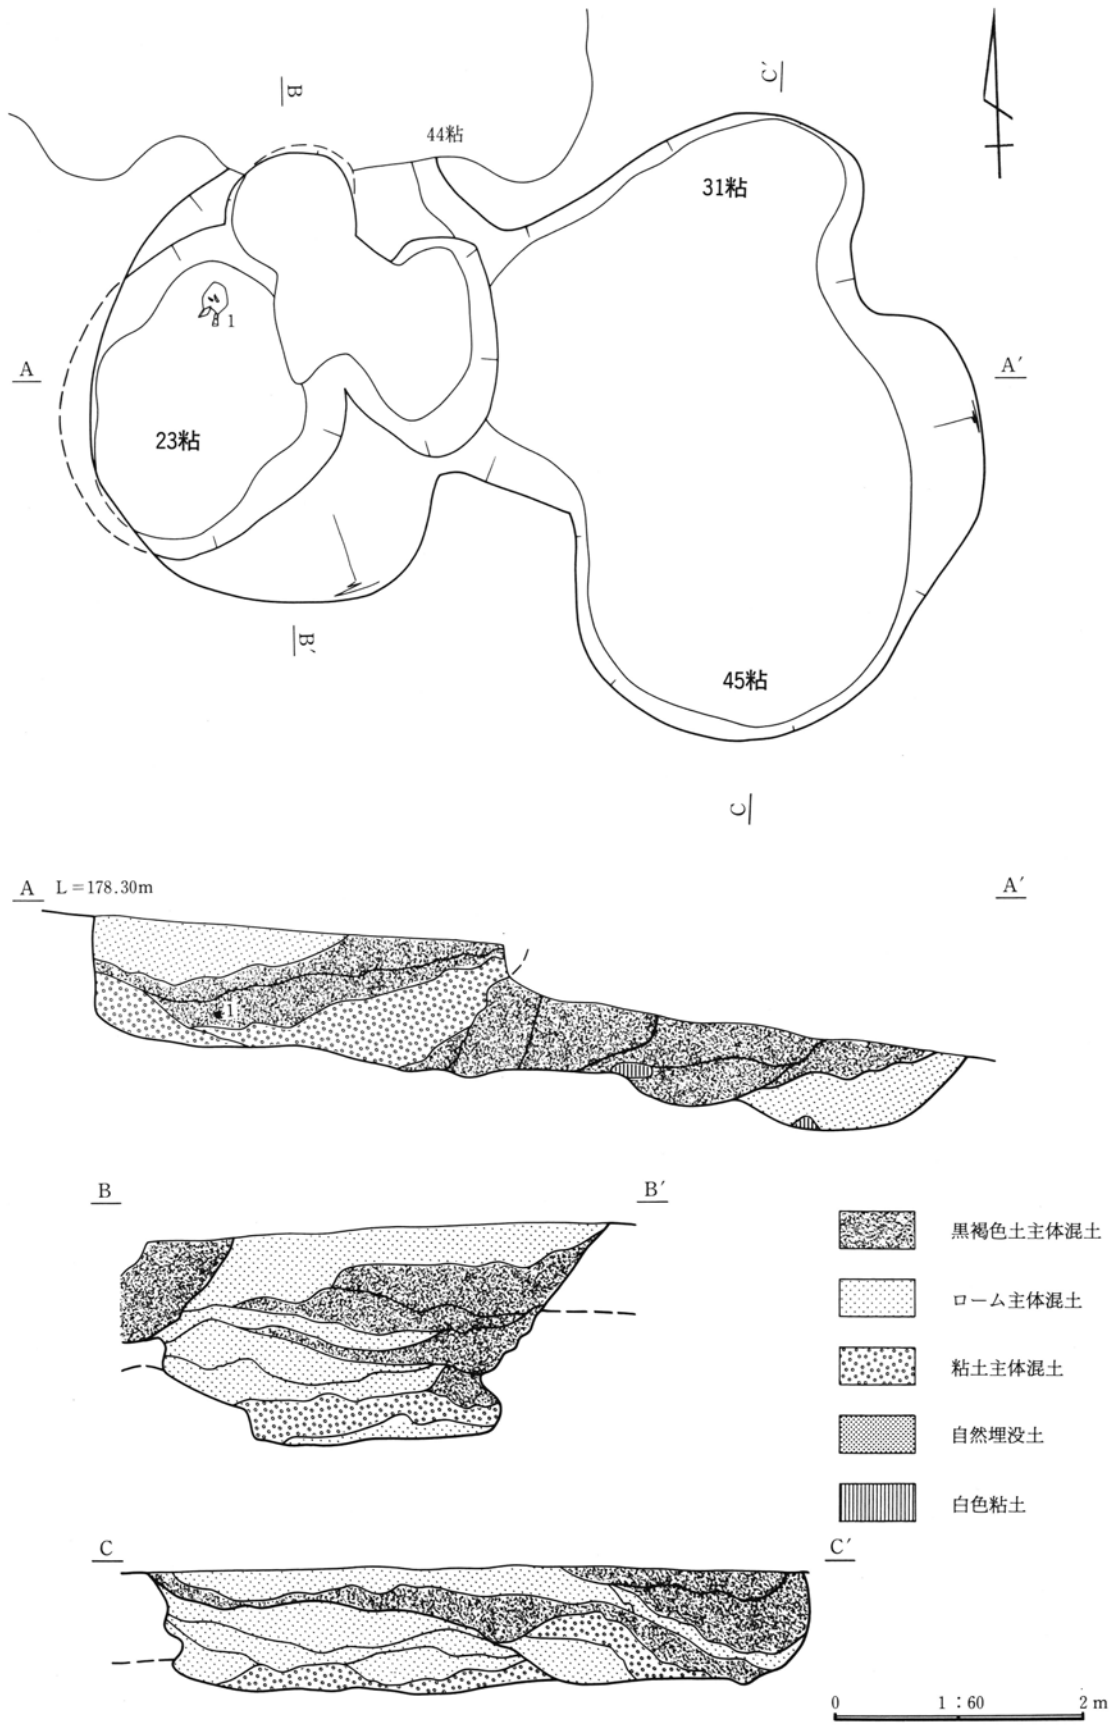 B
C′
44粘
31粘
1
A
A′
23粘
B′
45粘
C
A L=178.30m
A′
1
B
B′
黒褐色土主体混土
ローム主体混土
粘土主体混土
自然埋没土
白色粘土
C
C′
0 1:60 2m